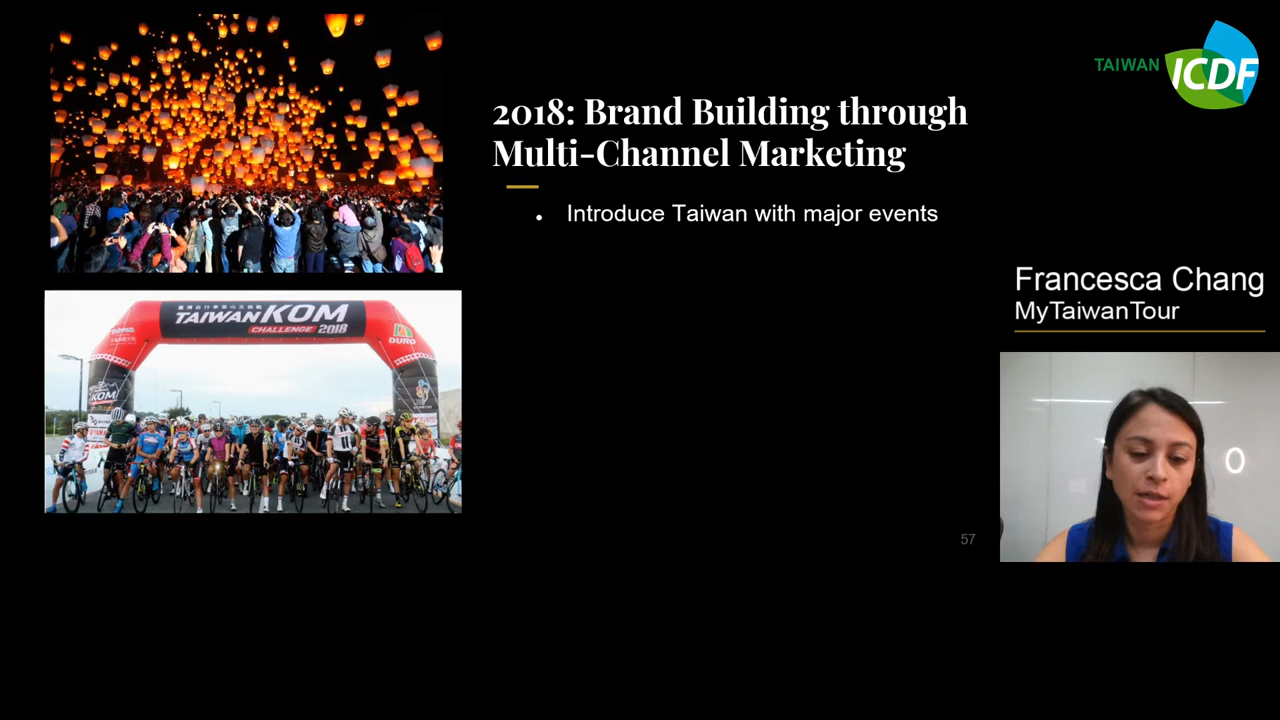 TAIWAN ICDF
2018: Brand Building through
Multi-Channel Marketing
• Introduce Taiwan with major events
Francesca Chang
MyTaiwanTour
TAIWAN KOM
CHALLENGE 2018
DURO
KOM
57